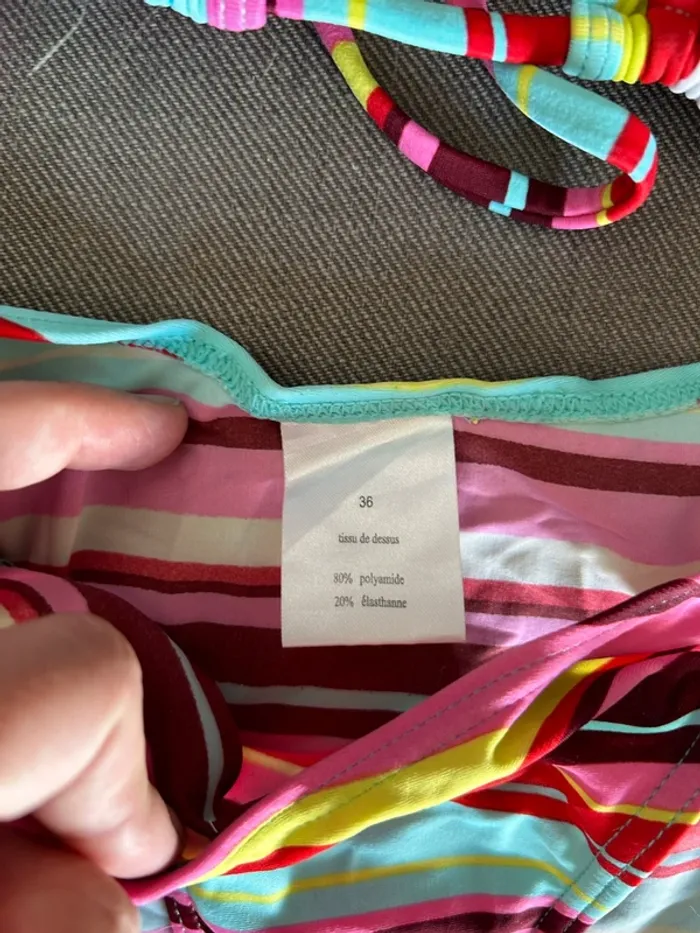 36
tissu de dessus
80% polyamide
20% élasthanne